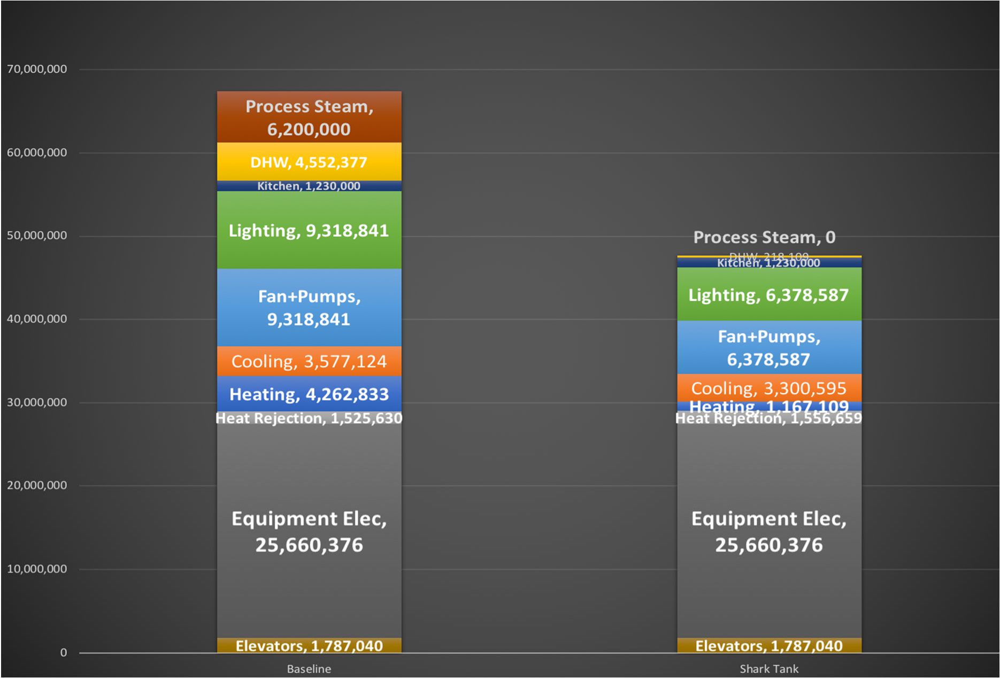 70,000,000
60,000,000
50,000,000
40,000,000
30,000,000
20,000,000
10,000,000
0
Process Steam,
6,200,000
DHW, 4,552,377
Kitchen, 1,230,000
Lighting, 9,318,841
Fan+Pumps,
9,318,841
Cooling, 3,577,124
Heating, 4,262,833
Heat Rejection, 1,525,630
Equipment Elec,
25,660,376
Elevators, 1,787,040
Baseline
Process Steam, 0
DHW, 218,109
Kitchen, 1,230,000
Lighting, 6,378,587
Fan+Pumps,
6,378,587
Cooling, 3,300,595
Heating, 1,167,109
Heat Rejection, 1,556,659
Equipment Elec,
25,660,376
Elevators, 1,787,040
Shark Tank